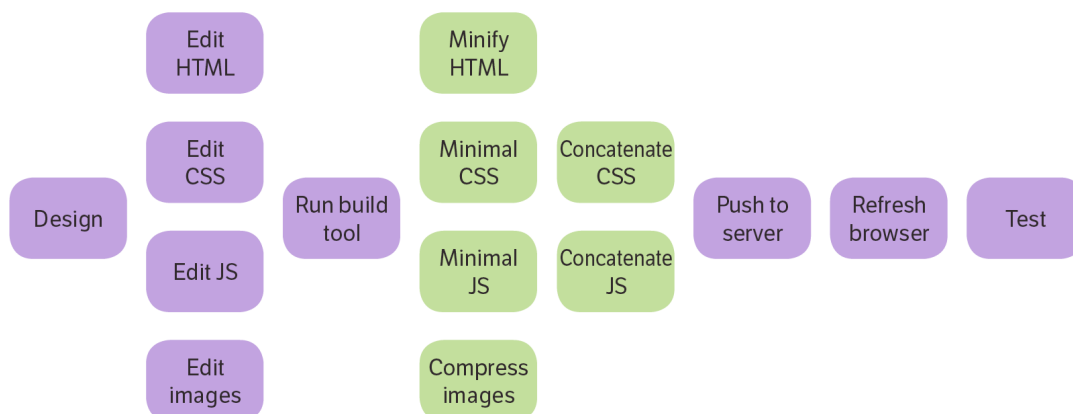 Edit
HTML
Minify
HTML
Edit
CSS
Minimal
CSS
Concatenate
CSS
Design
Run build
tool
Push to
server
Refresh
browser
Test
Edit JS
Minimal
JS
Concatenate
JS
Edit
images
Compress
images